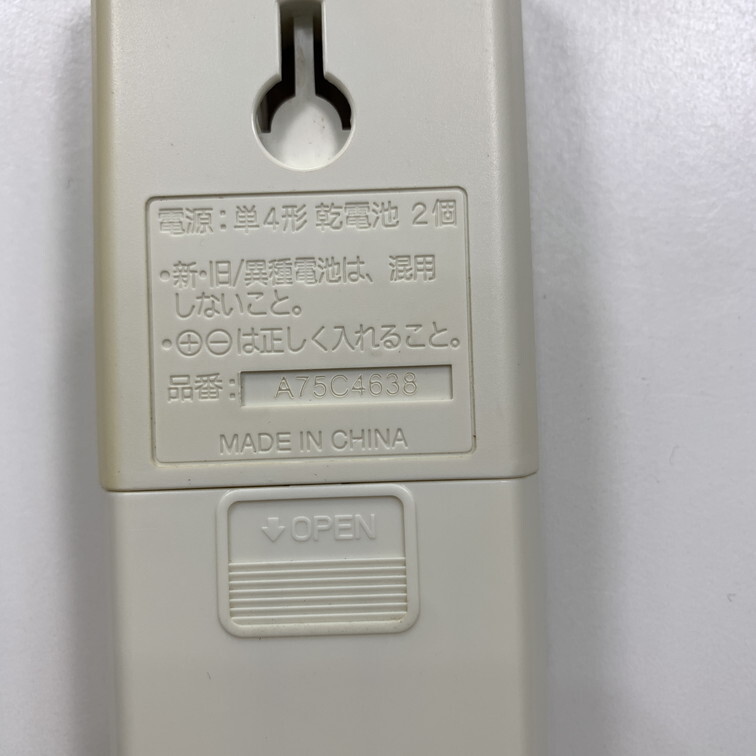 電源：単4形 乾電池 2個
・新・旧/異種電池は、混用
しないこと。
・⊕⊖は正しく入れること。
品番： A75C4638
MADE IN CHINA
⇩OPEN